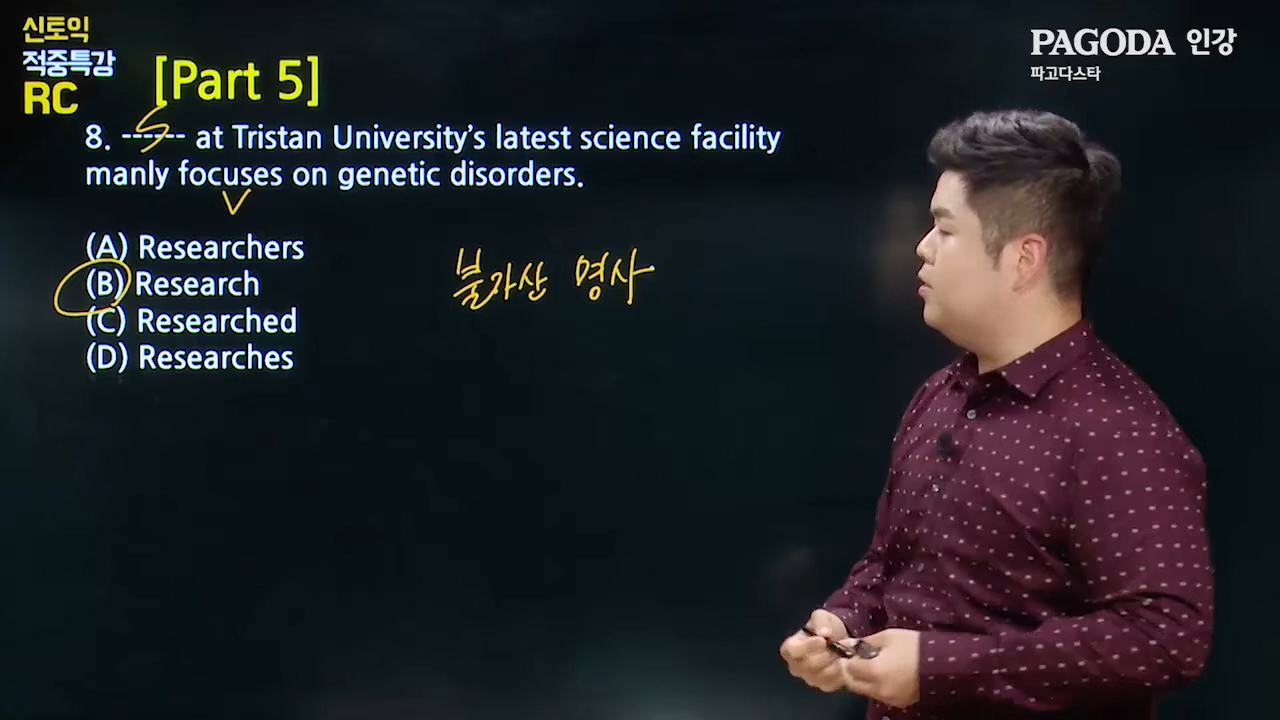 신토익
적중특강
RC
PAGODA 인강
파고다스타
[Part 5]
S
8. ------ at Tristan University's latest science facility
manly focuses on genetic disorders.
V
(A) Researchers
(B) Research
(C) Researched
(D) Researches
불가산 명사